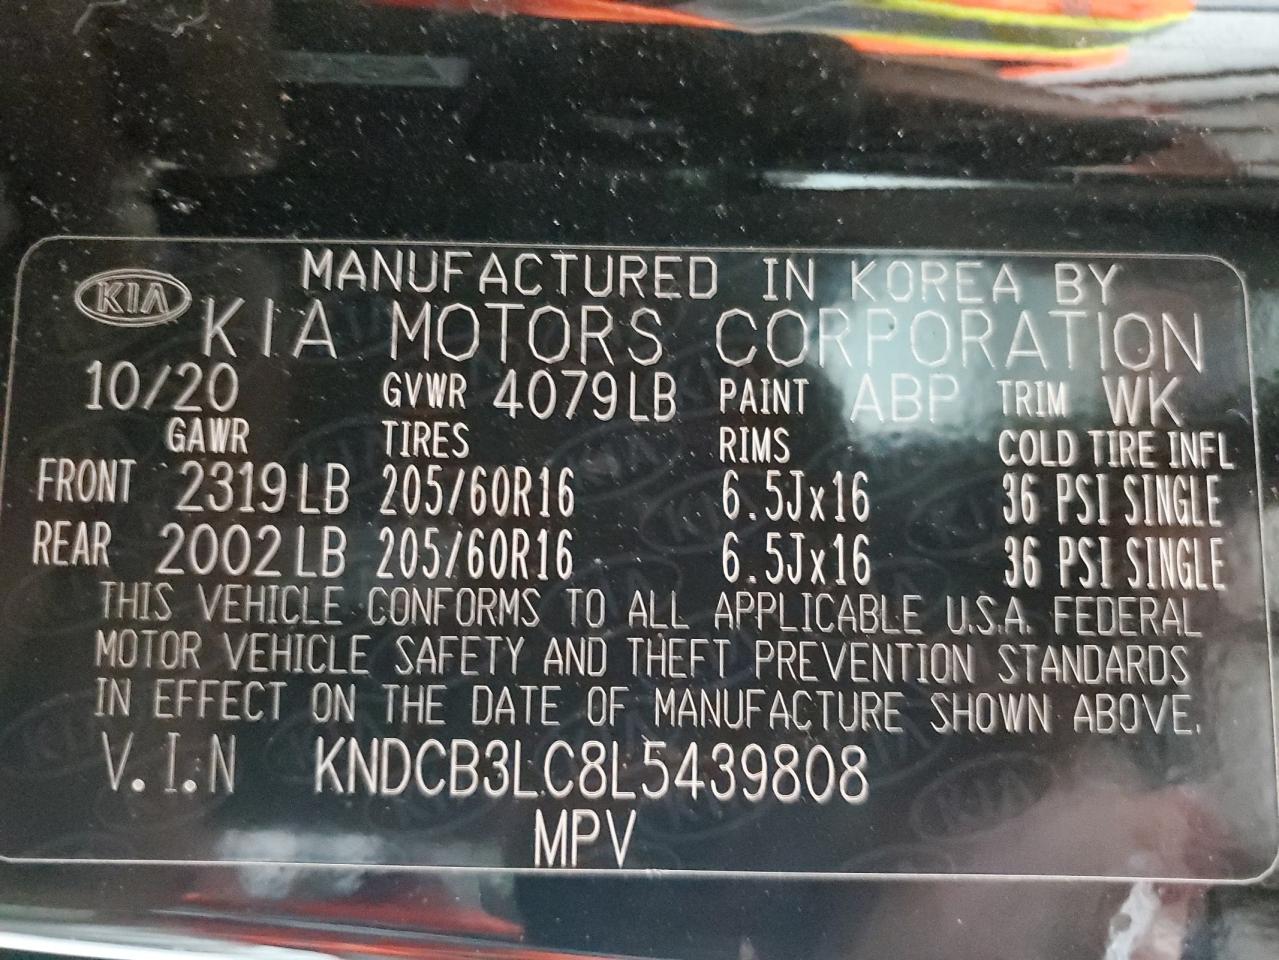 MANUFACTURED IN KOREA BY
KIA
KIA MOTORS CORPORATION
10/20 GVWR 4079LB PAINT ABP TRIM WK
GAWR TIRES RIMS COLD TIRE INFL
FRONT 2319LB 205/60R16 6.5Jx16 36 PSI SINGLE
REAR 2002LB 205/60R16 6.5Jx16 36 PSI SINGLE
THIS VEHICLE CONFORMS TO ALL APPLICABLE U.S.A. FEDERAL
MOTOR VEHICLE SAFETY AND THEFT PREVENTION STANDARDS
IN EFFECT ON THE DATE OF MANUFACTURE SHOWN ABOVE.
V.I.N KNDCB3LC8L5439808
MPV